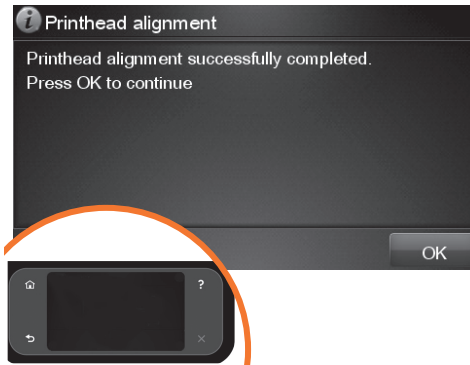 Printhead alignment
Printhead alignment successfully completed.
Press OK to continue
OK
?